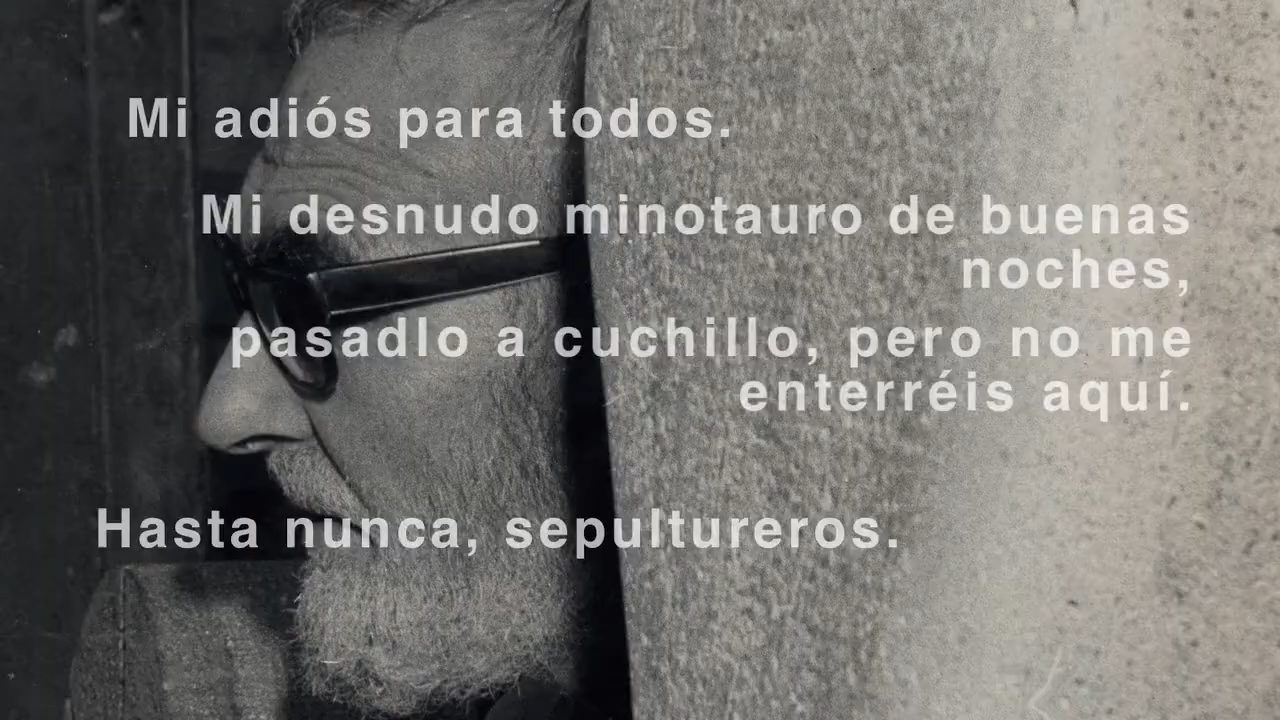 Mi adiós para todos.
Mi desnudo minotauro de buenas
noches,
pasadlo a cuchillo, pero no me
enterréis aquí.
Hasta nunca, sepultureros.